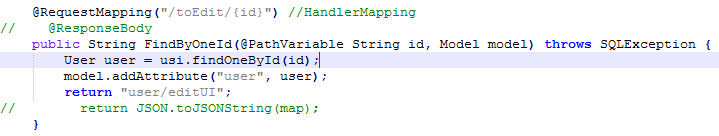 @RequestMapping("/toEdit/{id}") //HandlerMapping
// @ResponseBody
public String FindByOneId(@PathVariable String id, Model model) throws SQLException {
User user = usi.findOneById(id);
model.addAttribute("user", user);
return "user/editUI";
// return JSON.toJSONString(map);
}